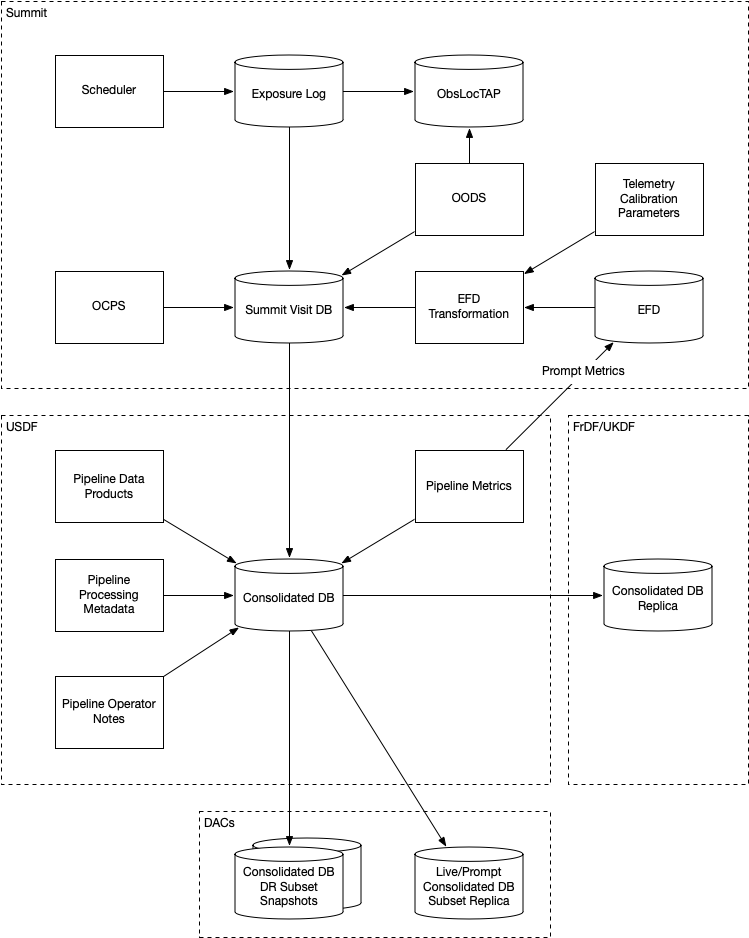 Summit
Scheduler
Exposure Log
ObsLocTAP
OODS
Telemetry
Calibration
Parameters
OCPS
Summit Visit DB
EFD
Transformation
EFD
Prompt Metrics
USDF
FrDF/UKDF
Pipeline Data
Products
Pipeline Metrics
Pipeline
Processing
Metadata
Consolidated DB
Consolidated DB
Replica
Pipeline Operator
Notes
DACs
Consolidated DB
DR Subset
Snapshots
Live/Prompt
Consolidated DB
Subset Replica